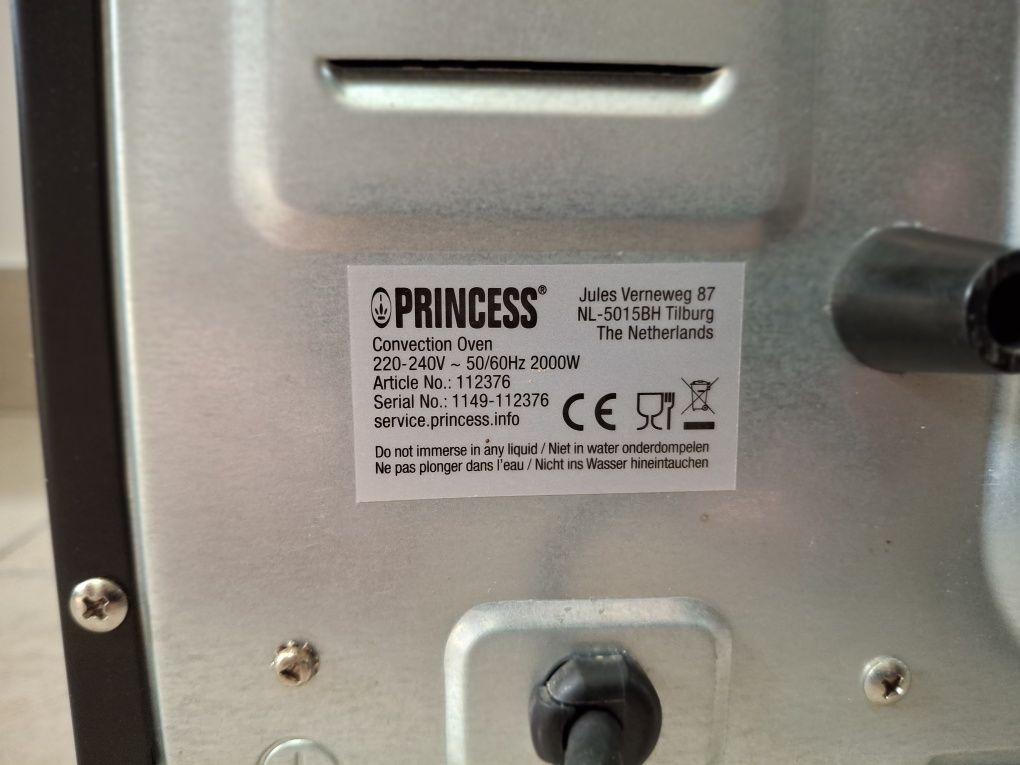 PRINCESS®
Jules Verneweg 87
NL-5015BH Tilburg
The Netherlands
Convection Oven
220-240V ~ 50/60Hz 2000W
Article No.: 112376
Serial No.: 1149-112376
service.princess.info
CE
Do not immerse in any liquid / Niet in water onderdompelen
Ne pas plonger dans l'eau / Nicht ins Wasser hineintauchen